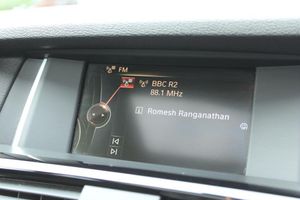 FM
BBC R2
88.1 MHz
Romesh Ranganathan